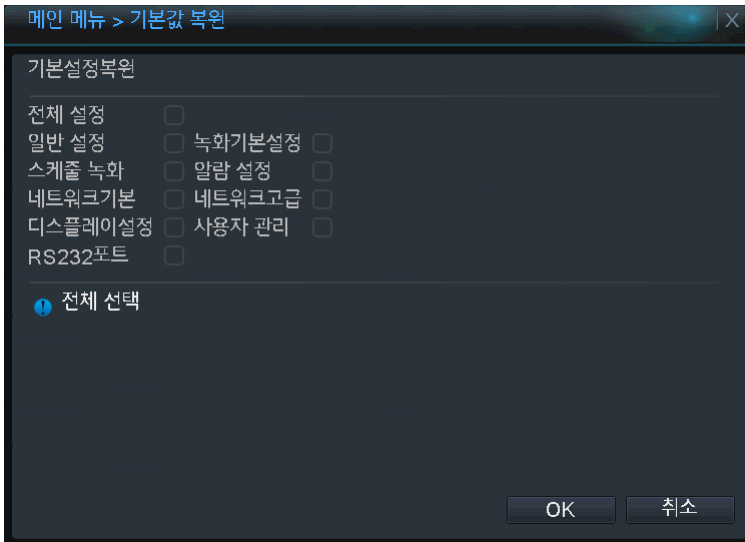 메인 메뉴 > 기본값 복원
X
기본설정복원
전체 설정
일반 설정 녹화기본설정
스케줄 녹화 알람 설정
네트워크기본 네트워크고급
디스플레이설정 사용자 관리
RS232포트
전체 선택
OK 취소